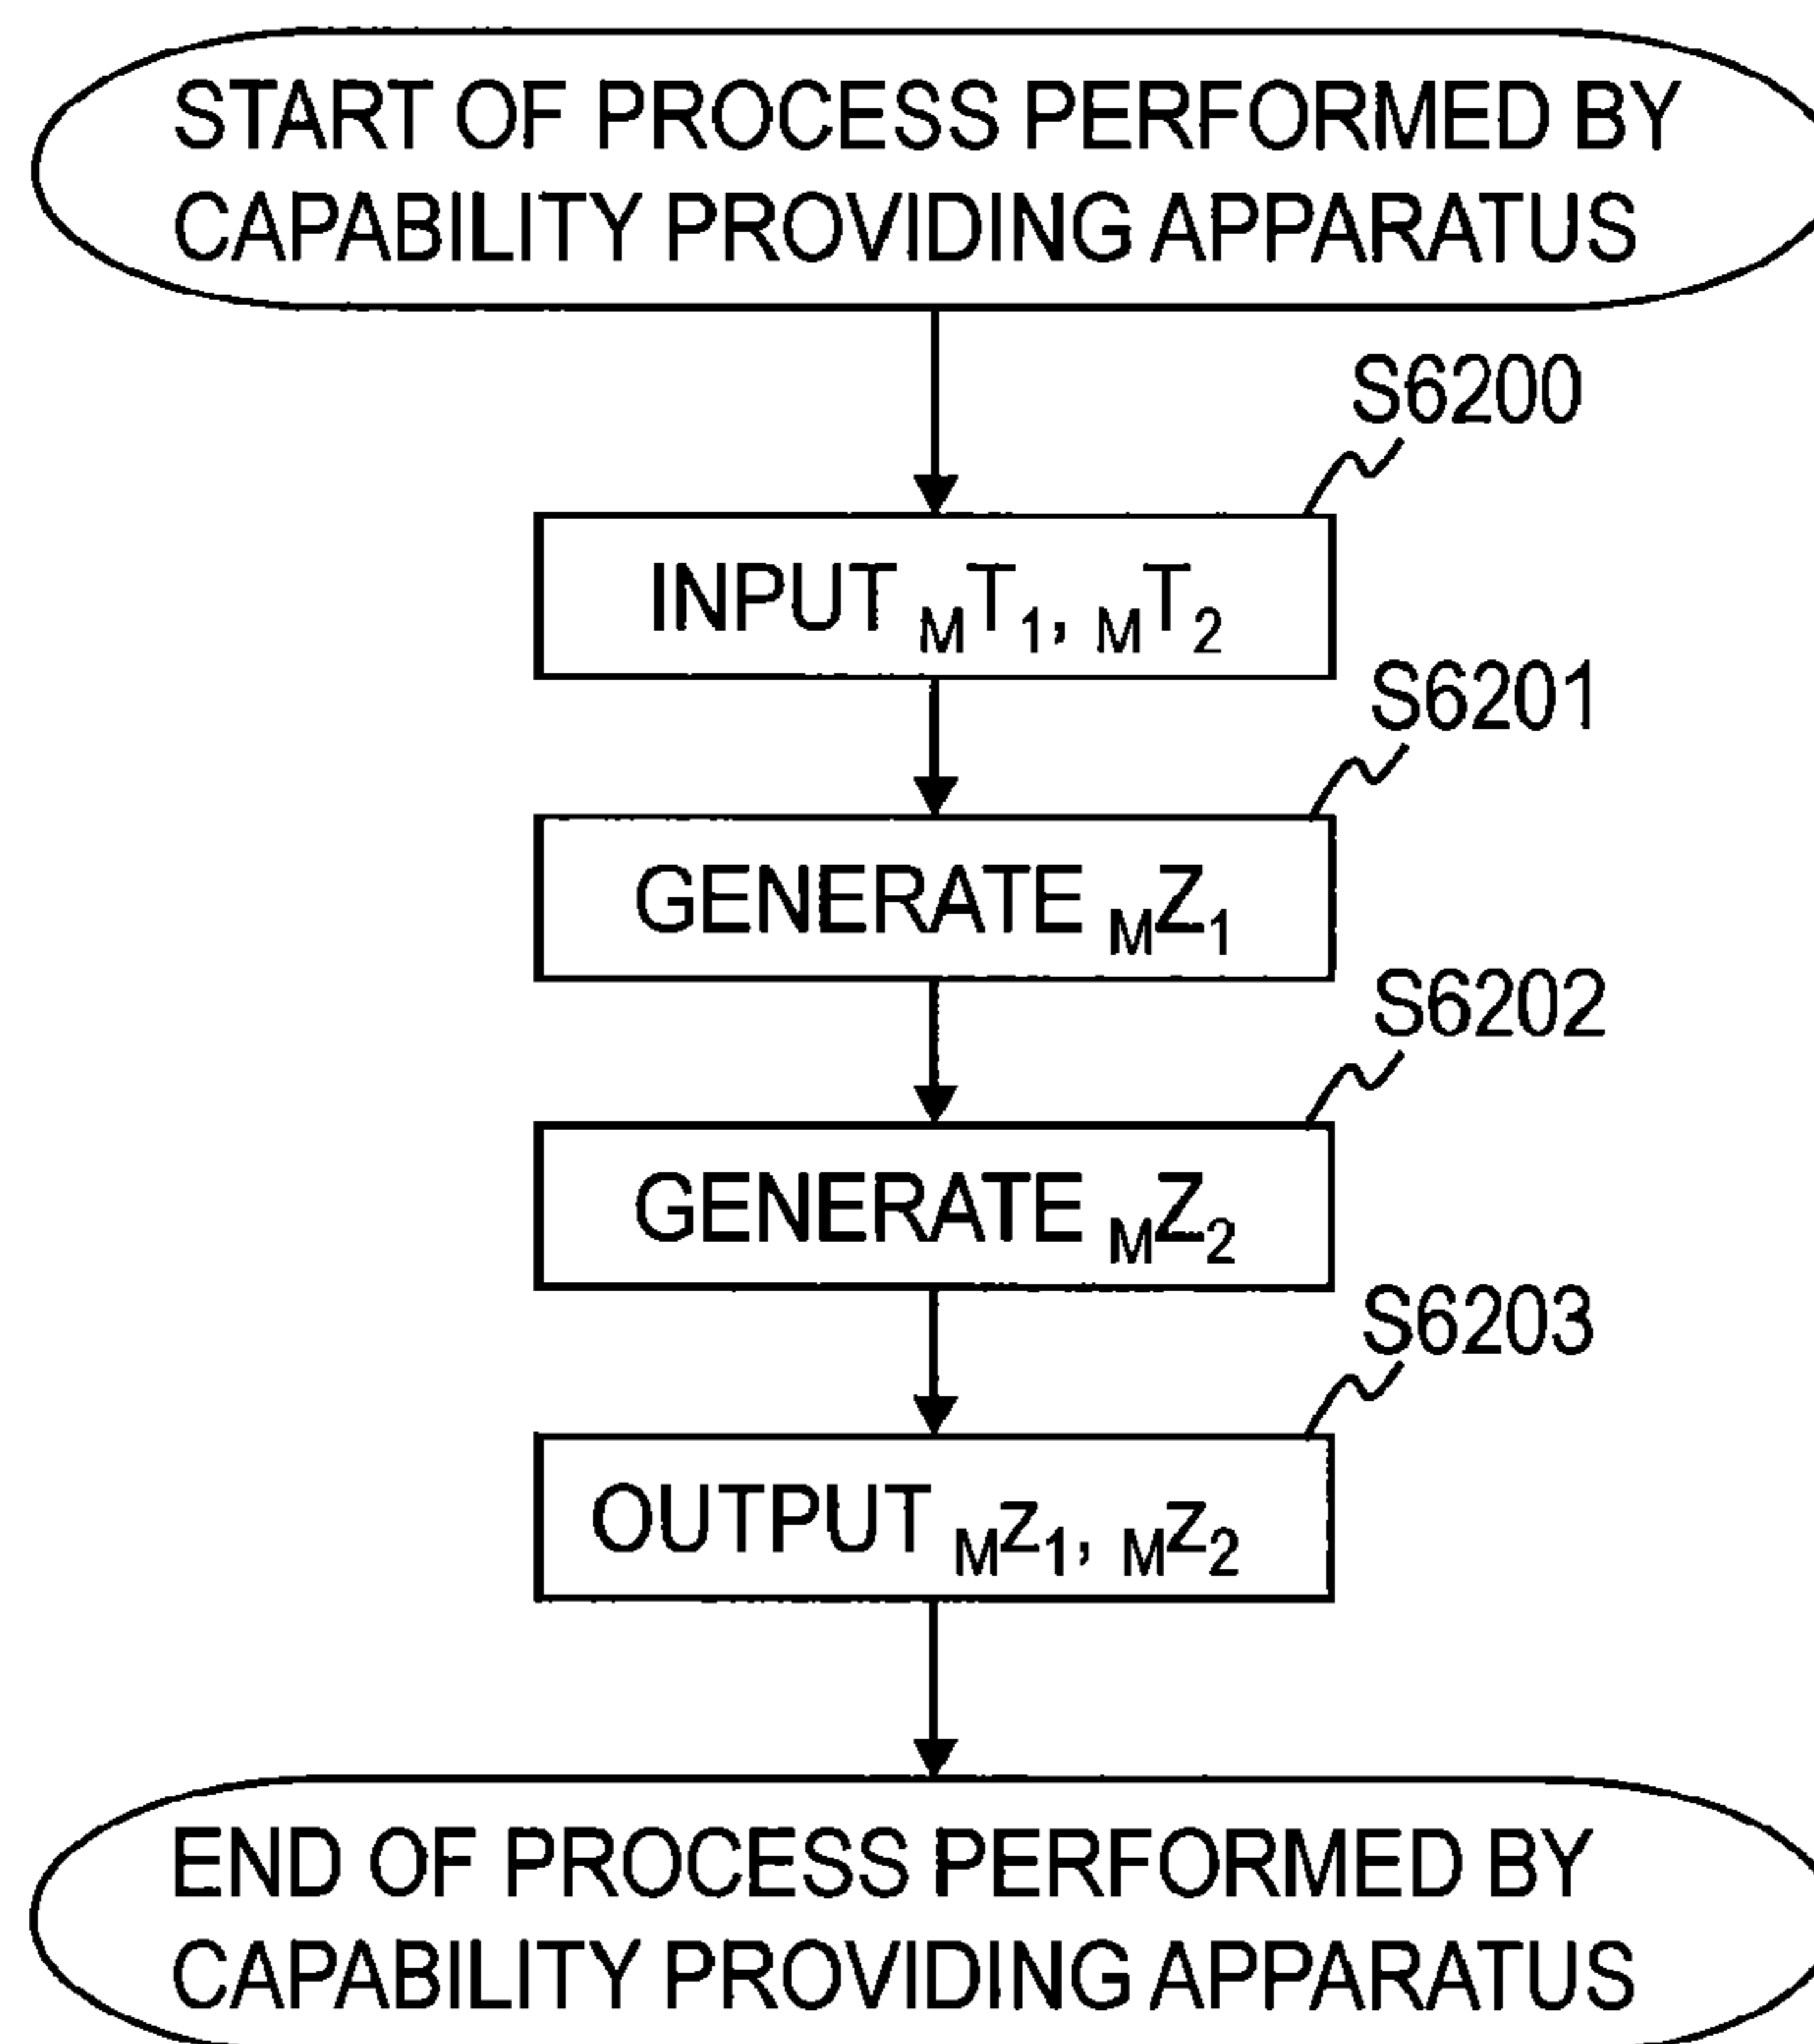 START OF PROCESS PERFORMED BY
CAPABILITY PROVIDING APPARATUS
S6200
INPUT MT1, MT2
S6201
GENERATE MZ1
S6202
GENERATE MZ2
S6203
OUTPUT MZ1, MZ2
END OF PROCESS PERFORMED BY
CAPABILITY PROVIDING APPARATUS